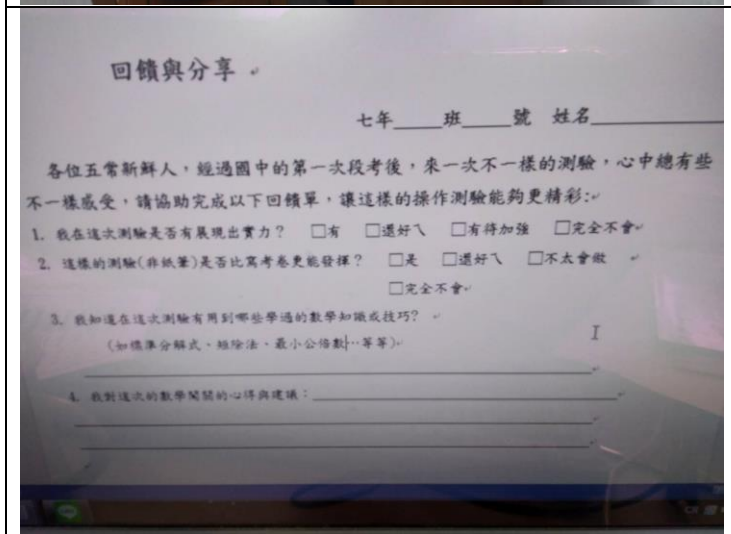 回饋與分享
七年____班____號 姓名__________
各位五常新鮮人，經過國中的第一次段考後，來一次不一樣的測驗，心中總有些
不一樣感受，請協助完成以下回饋單，讓這樣的操作測驗能夠更精彩:
1. 我在這次測驗是否有展現出實力？ □有 □還好ㄟ □有待加強 □完全不會
2. 這樣的測驗(非紙筆)是否比寫考卷更能發揮？ □是 □還好ㄟ □不太會做
□完全不會
3. 我知道在這次測驗有用到哪些學過的數學知識或技巧？
(如標準分解式、短除法、最小公倍數…等等)
4. 我對這次的數學闖關的心得與建議：